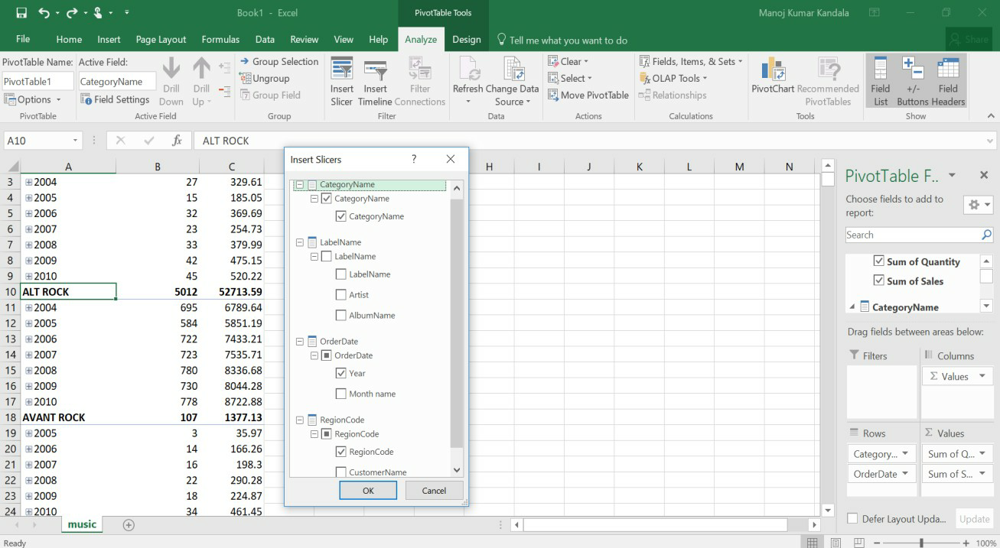 Book1 - Excel
PivotTable Tools
Manoj Kumar Kandala
File Home Insert Page Layout Formulas Data Review View Help Analyze Design Tell me what you want to do Share
PivotTable Name:
PivotTable1
Options
PivotTable
Active Field:
CategoryName
Field Settings
Drill Down
Drill Up
Active Field
Group Selection
Ungroup
Group Field
Group
Insert Slicer
Insert Timeline
Filter Connections
Filter
Refresh
Change Data Source
Data
Clear
Select
Move PivotTable
Actions
Fields, Items, & Sets
OLAP Tools
Relationships
Calculations
PivotChart
Recommended PivotTables
Tools
Field List
+/- Buttons
Field Headers
Show
A10 fx ALT ROCK
A B C H I J K L M N
3 2004 27 329.61
4 2005 15 185.05
5 2006 32 369.69
6 2007 23 254.73
7 2008 33 379.99
8 2009 42 475.15
9 2010 45 520.22
10 ALT ROCK 5012 52713.59
11 2004 695 6789.64
12 2005 584 5851.19
13 2006 722 7433.21
14 2007 723 7535.71
15 2008 780 8336.68
16 2009 730 8044.28
17 2010 778 8722.88
18 AVANT ROCK 107 1377.13
19 2005 3 35.97
20 2006 14 166.26
21 2007 16 198.3
22 2008 22 290.28
23 2009 18 224.87
24 2010 34 461.45
Insert Slicers ?
CategoryName
CategoryName
CategoryName
LabelName
LabelName
LabelName
Artist
AlbumName
OrderDate
OrderDate
Year
Month name
RegionCode
RegionCode
RegionCode
CustomerName
OK Cancel
PivotTable F..
Choose fields to add to
report:
Search
Sum of Quantity
Sum of Sales
CategoryName
Drag fields between areas below:
Filters
Columns
Σ Values
Rows
Category...
OrderDate
Σ Values
Sum of Q...
Sum of S...
Defer Layout Upda... Update
music
Ready
100%